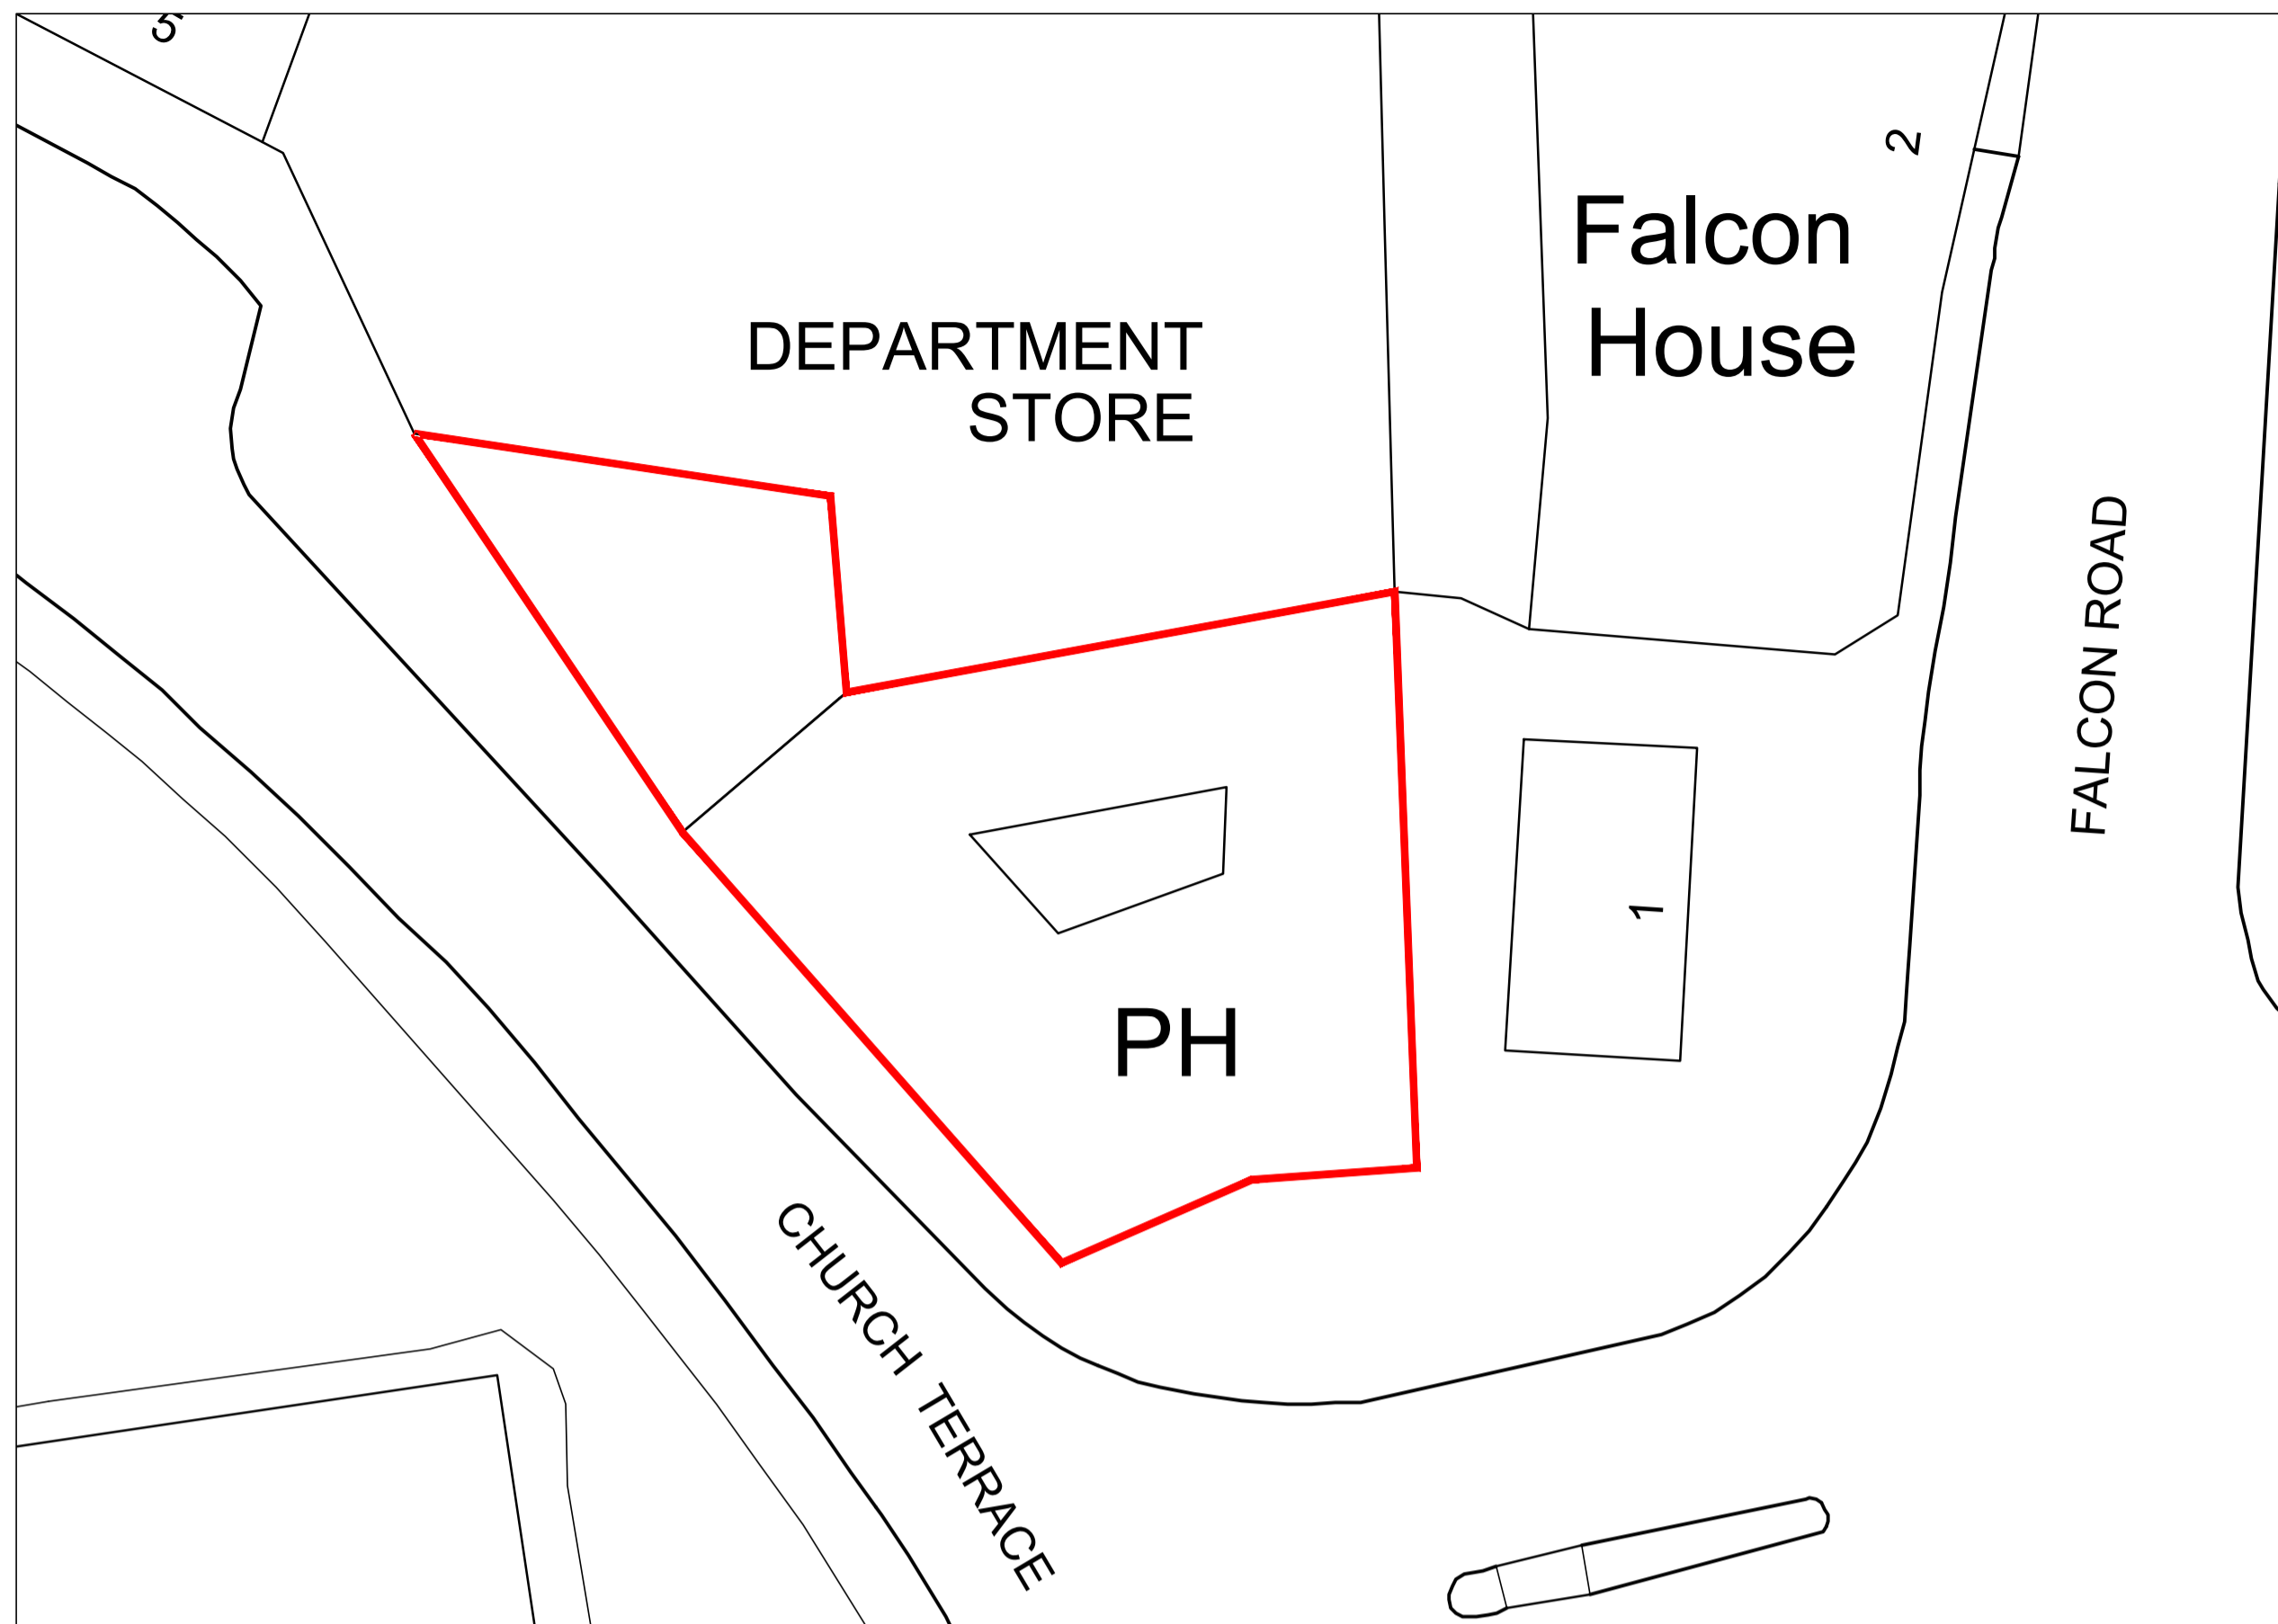 2
Falcon
House
DEPARTMENT
STORE
FALCON ROAD
1
PH
CHURCH TERRACE